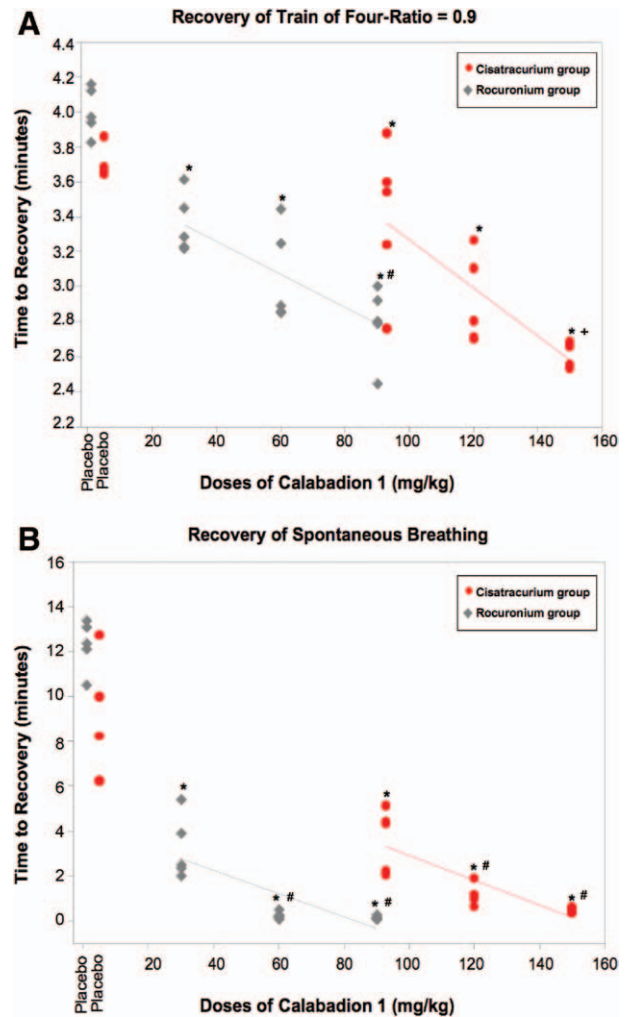 A
Recovery of Train of Four-Ratio = 0.9
4.4
4.2
4.0
3.8
3.6
3.4
3.2
3.0
2.8
2.6
2.4
2.2
Time to Recovery (minutes)
Cisatracurium group
Rocuronium group
*
*
* #
*
*
* +
Placebo
Placebo
20 40 60 80 100 120 140 160
Doses of Calabadion 1 (mg/kg)
B
Recovery of Spontaneous Breathing
16
14
12
10
8
6
4
2
0
Time to Recovery (minutes)
Cisatracurium group
Rocuronium group
*
* #
* #
*
* #
* #
Placebo
Placebo
20 40 60 80 100 120 140 160
Doses of Calabadion 1 (mg/kg)